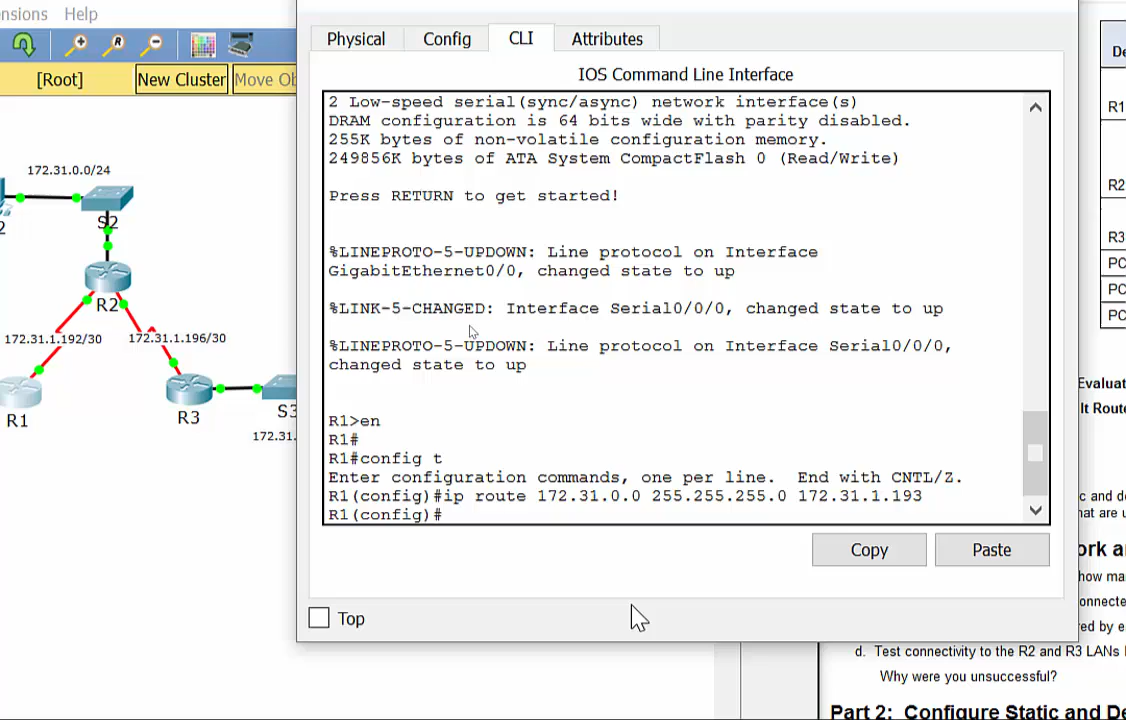 ensions Help
[Root] New Cluster Move Ob
172.31.0.0/24
2
S2
R2
172.31.1.192/30
172.31.1.196/30
R1
R3
S3
172.31.
Physical Config CLI Attributes
IOS Command Line Interface
2 Low-speed serial(sync/async) network interface(s)
DRAM configuration is 64 bits wide with parity disabled.
255K bytes of non-volatile configuration memory.
249856K bytes of ATA System CompactFlash 0 (Read/Write)
Press RETURN to get started!
%LINEPROTO-5-UPDOWN: Line protocol on Interface
GigabitEthernet0/0, changed state to up
%LINK-5-CHANGED: Interface Serial0/0/0, changed state to up
%LINEPROTO-5-UPDOWN: Line protocol on Interface Serial0/0/0,
changed state to up
R1>en
R1#
R1#config t
Enter configuration commands, one per line. End with CNTL/Z.
R1(config)#ip route 172.31.0.0 255.255.255.0 172.31.1.193
R1(config)#
Copy Paste
Top
De
R1
R2
R3
PC
PC
PC
Evaluat
lt Route
c and de
hat are u
ork an
how ma
onnecte
red by e
d. Test connectivity to the R2 and R3 LANs
Why were you unsuccessful?
Part 2: Configure Static and De